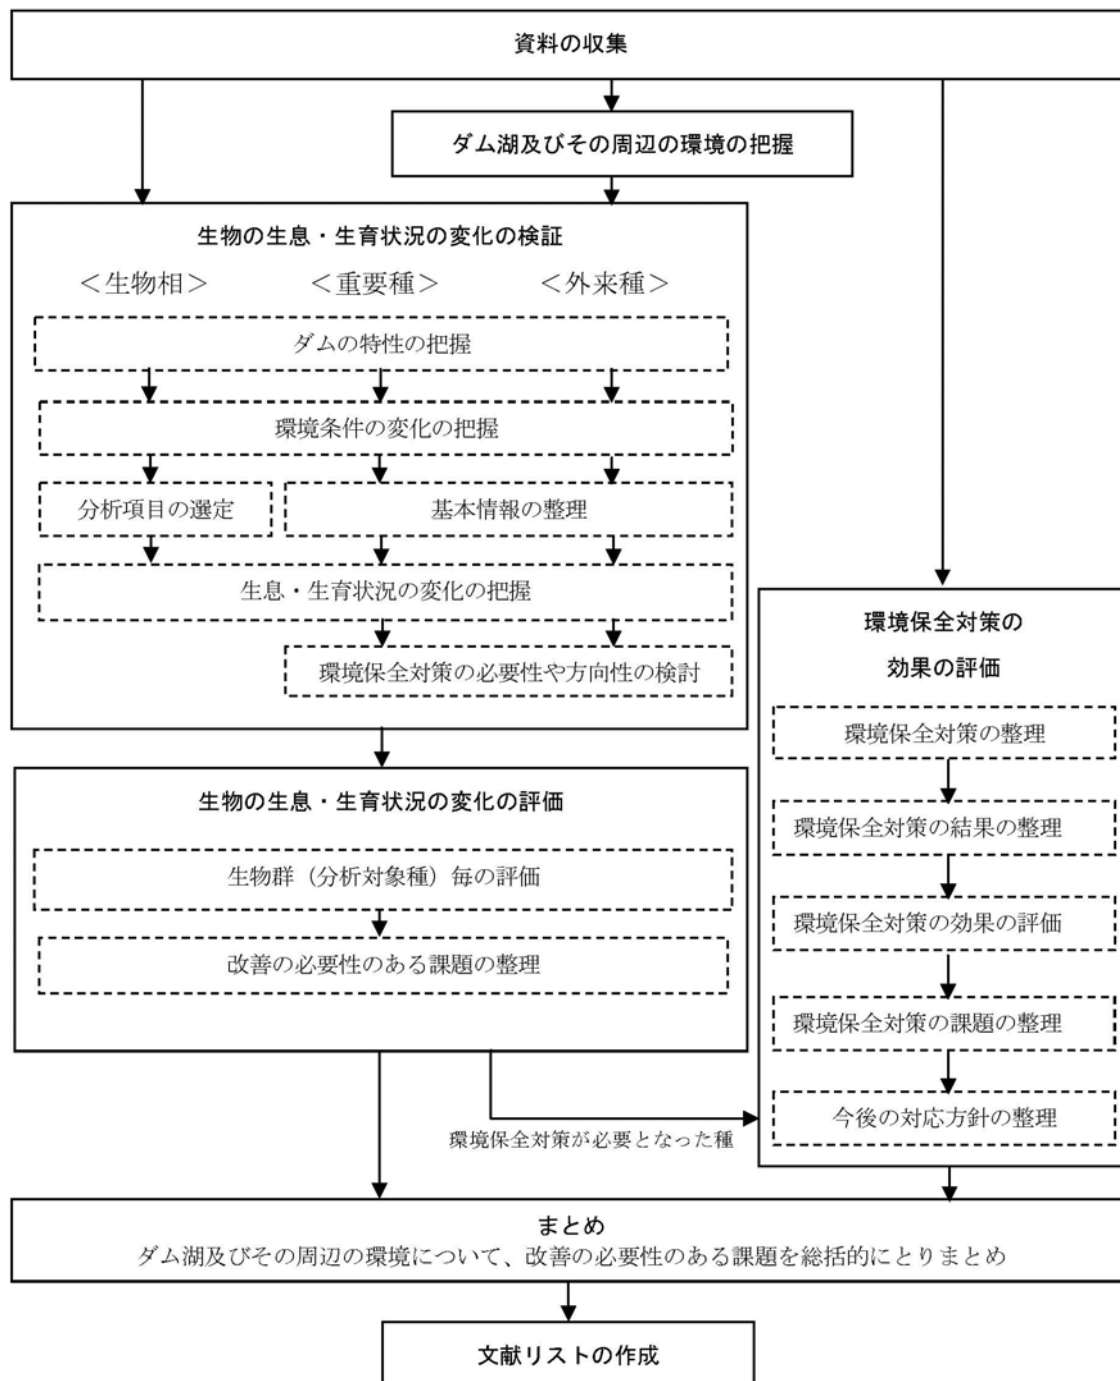 資料の収集
ダム湖及びその周辺の環境の把握
生物の生息・生育状況の変化の検証
＜生物相＞ ＜重要種＞ ＜外来種＞
ダムの特性の把握
環境条件の変化の把握
分析項目の選定 基本情報の整理
生息・生育状況の変化の把握
環境保全対策の必要性や方向性の検討
生物の生息・生育状況の変化の評価
生物群（分析対象種）毎の評価
改善の必要性のある課題の整理
環境保全対策の
効果の評価
環境保全対策の整理
環境保全対策の結果の整理
環境保全対策の効果の評価
環境保全対策の課題の整理
今後の対応方針の整理
環境保全対策が必要となった種
まとめ
ダム湖及びその周辺の環境について、改善の必要性のある課題を総括的にとりまとめ
文献リストの作成